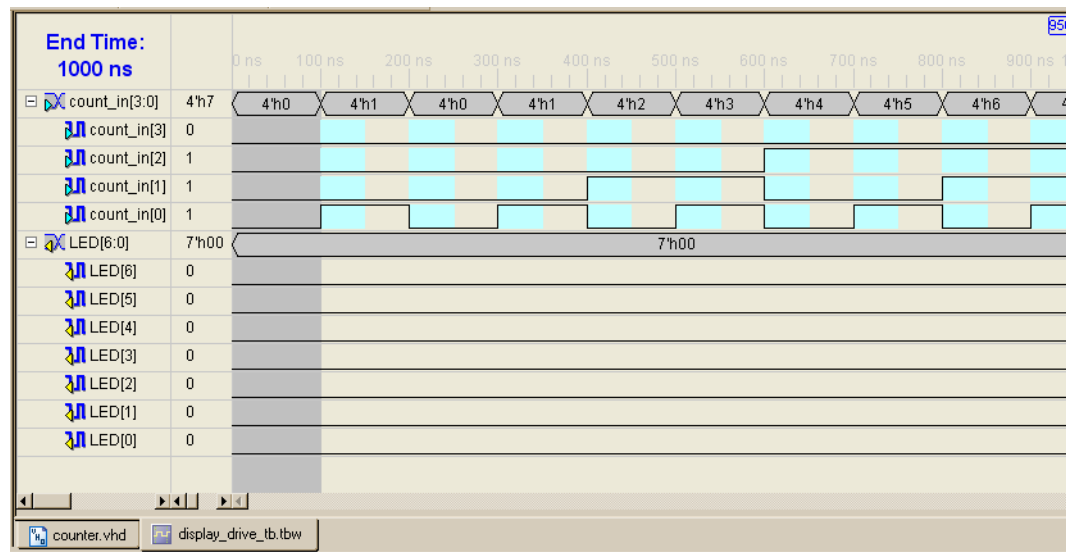 950
End Time:
1000 ns
0 ns 100 ns 200 ns 300 ns 400 ns 500 ns 600 ns 700 ns 800 ns 900 ns
count_in[3:0] 4'h7 4'h0 4'h1 4'h0 4'h1 4'h2 4'h3 4'h4 4'h5 4'h6
count_in[3] 0
count_in[2] 1
count_in[1] 1
count_in[0] 1
LED[6:0] 7'h00 7'h00
LED[6] 0
LED[5] 0
LED[4] 0
LED[3] 0
LED[2] 0
LED[1] 0
LED[0] 0
counter.vhd display_drive_tb.tbw